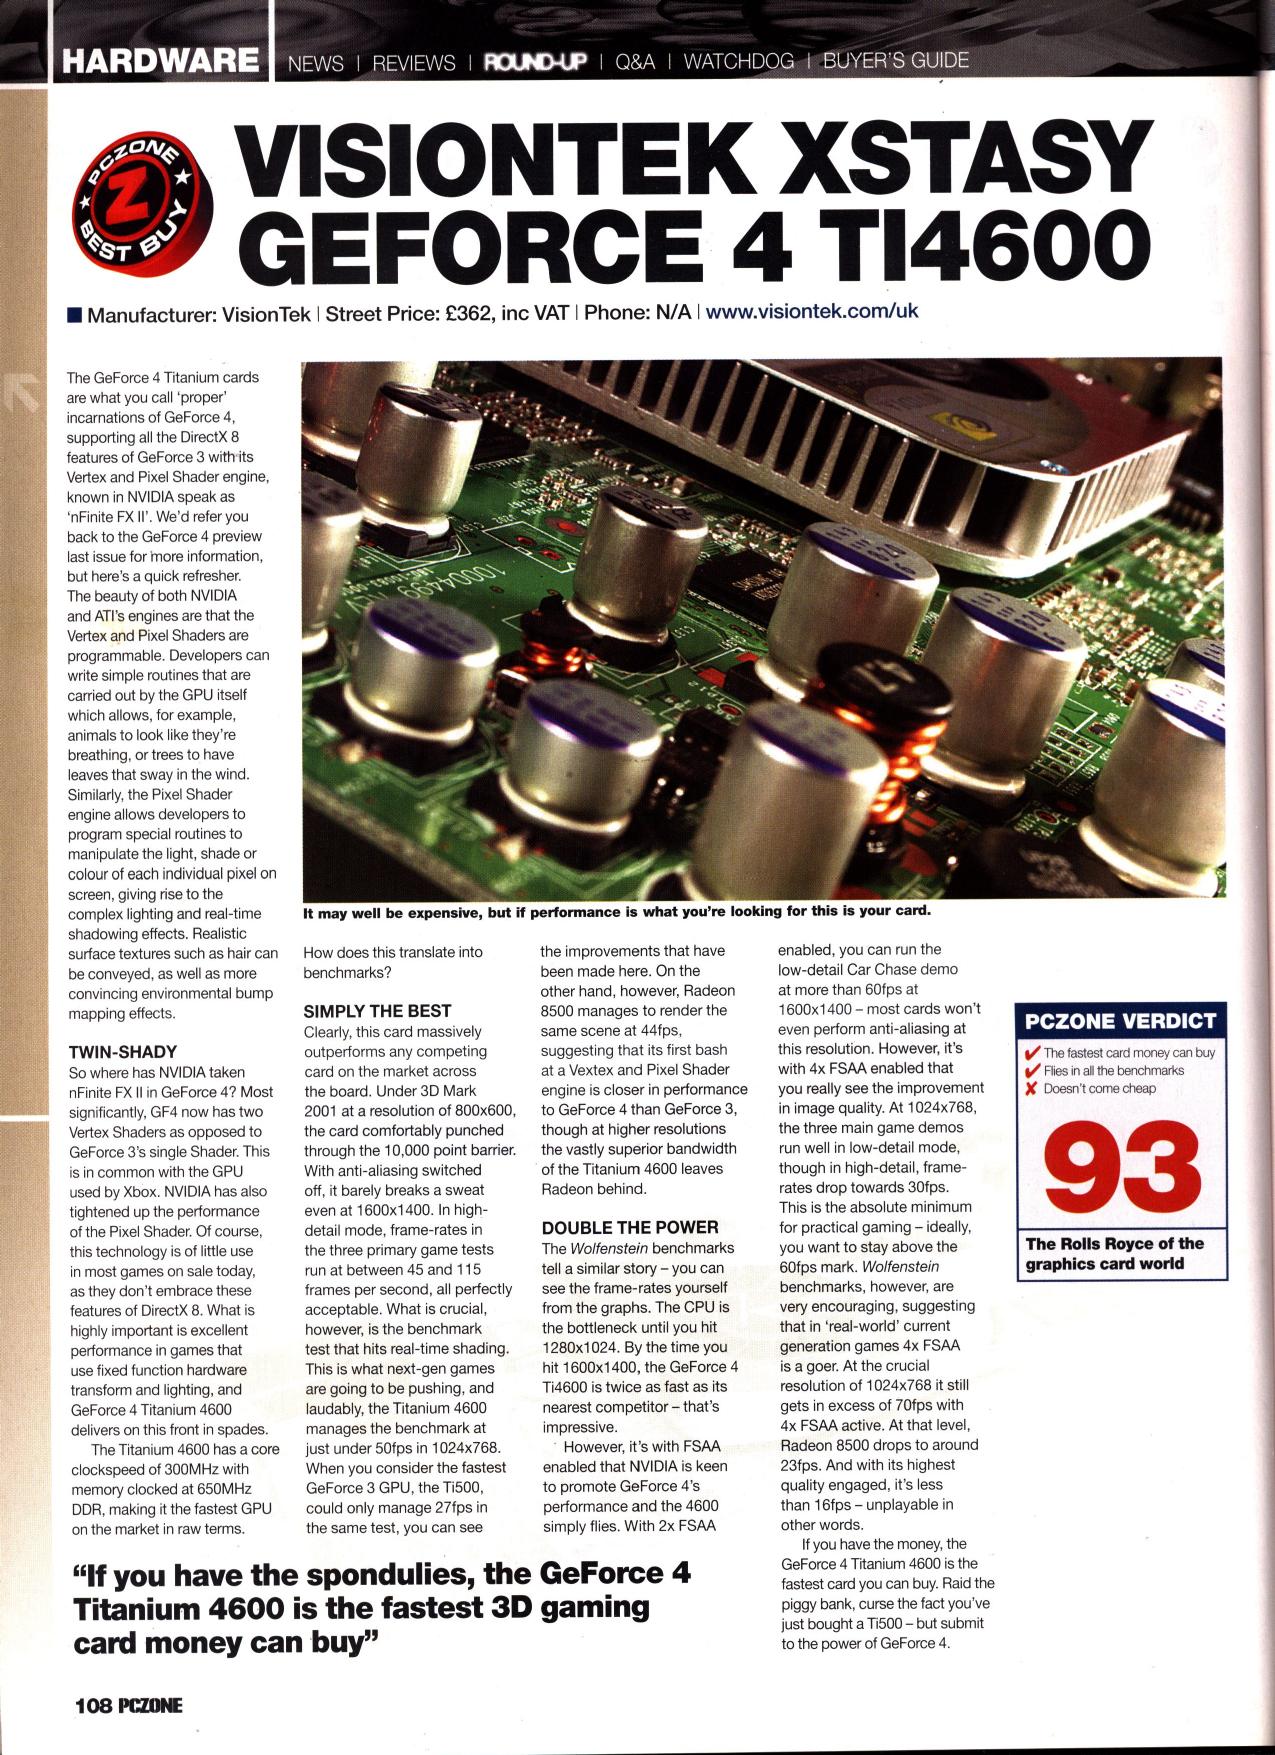 HARDWARE
NEWS | REVIEWS | ROUND-UP | Q&A | WATCHDOG | BUYER'S GUIDE
PCZONE
Z
BEST BUY
VISIONTEK XSTASY
GEFORCE 4 TI4600
Manufacturer: VisionTek | Street Price: £362, inc VAT | Phone: N/A | www.visiontek.com/uk
The GeForce 4 Titanium cards
are what you call 'proper'
incarnations of GeForce 4,
supporting all the DirectX 8
features of GeForce 3 with its
Vertex and Pixel Shader engine,
known in NVIDIA speak as
'nFinite FX II'. We'd refer you
back to the GeForce 4 preview
last issue for more information,
but here's a quick refresher.
The beauty of both NVIDIA
and ATI's engines are that the
Vertex and Pixel Shaders are
programmable. Developers can
write simple routines that are
carried out by the GPU itself
which allows, for example,
animals to look like they're
breathing, or trees to have
leaves that sway in the wind.
Similarly, the Pixel Shader
engine allows developers to
program special routines to
manipulate the light, shade or
colour of each individual pixel on
screen, giving rise to the
complex lighting and real-time
shadowing effects. Realistic
surface textures such as hair can
be conveyed, as well as more
convincing environmental bump
mapping effects.
TWIN-SHADY
So where has NVIDIA taken
nFinite FX II in GeForce 4? Most
significantly, GF4 now has two
Vertex Shaders as opposed to
GeForce 3's single Shader. This
is in common with the GPU
used by Xbox. NVIDIA has also
tightened up the performance
of the Pixel Shader. Of course,
this technology is of little use
in most games on sale today,
as they don't embrace these
features of DirectX 8. What is
highly important is excellent
performance in games that
use fixed function hardware
transform and lighting, and
GeForce 4 Titanium 4600
delivers on this front in spades.
The Titanium 4600 has a core
clockspeed of 300MHz with
memory clocked at 650MHz
DDR, making it the fastest GPU
on the market in raw terms.
It may well be expensive, but if performance is what you're looking for this is your card.
How does this translate into
benchmarks?
SIMPLY THE BEST
Clearly, this card massively
outperforms any competing
card on the market across
the board. Under 3D Mark
2001 at a resolution of 800x600,
the card comfortably punched
through the 10,000 point barrier.
With anti-aliasing switched
off, it barely breaks a sweat
even at 1600x1400. In high-
detail mode, frame-rates in
the three primary game tests
run at between 45 and 115
frames per second, all perfectly
acceptable. What is crucial,
however, is the benchmark
test that hits real-time shading.
This is what next-gen games
are going to be pushing, and
laudably, the Titanium 4600
manages the benchmark at
just under 50fps in 1024x768.
When you consider the fastest
GeForce 3 GPU, the Ti500,
could only manage 27fps in
the same test, you can see
the improvements that have
been made here. On the
other hand, however, Radeon
8500 manages to render the
same scene at 44fps,
suggesting that its first bash
at a Vextex and Pixel Shader
engine is closer in performance
to GeForce 4 than GeForce 3,
though at higher resolutions
the vastly superior bandwidth
of the Titanium 4600 leaves
Radeon behind.
DOUBLE THE POWER
The Wolfenstein benchmarks
tell a similar story – you can
see the frame-rates yourself
from the graphs. The CPU is
the bottleneck until you hit
1280x1024. By the time you
hit 1600x1400, the GeForce 4
Ti4600 is twice as fast as its
nearest competitor – that's
impressive.
However, it's with FSAA
enabled that NVIDIA is keen
to promote GeForce 4's
performance and the 4600
simply flies. With 2x FSAA
enabled, you can run the
low-detail Car Chase demo
at more than 60fps at
1600x1400 – most cards won't
even perform anti-aliasing at
this resolution. However, it's
with 4x FSAA enabled that
you really see the improvement
in image quality. At 1024x768,
the three main game demos
run well in low-detail mode,
though in high-detail, frame-
rates drop towards 30fps.
This is the absolute minimum
for practical gaming – ideally,
you want to stay above the
60fps mark. Wolfenstein
benchmarks, however, are
very encouraging, suggesting
that in 'real-world' current
generation games 4x FSAA
is a goer. At the crucial
resolution of 1024x768 it still
gets in excess of 70fps with
4x FSAA active. At that level,
Radeon 8500 drops to around
23fps. And with its highest
quality engaged, it's less
than 16fps – unplayable in
other words.
If you have the money, the
GeForce 4 Titanium 4600 is the
fastest card you can buy. Raid the
piggy bank, curse the fact you've
just bought a Ti500 – but submit
to the power of GeForce 4.
PCZONE VERDICT
The fastest card money can buy
Flies in all the benchmarks
Doesn't come cheap
93
The Rolls Royce of the
graphics card world
"If you have the spondulies, the GeForce 4
Titanium 4600 is the fastest 3D gaming
card money can buy"
108 PCZONE